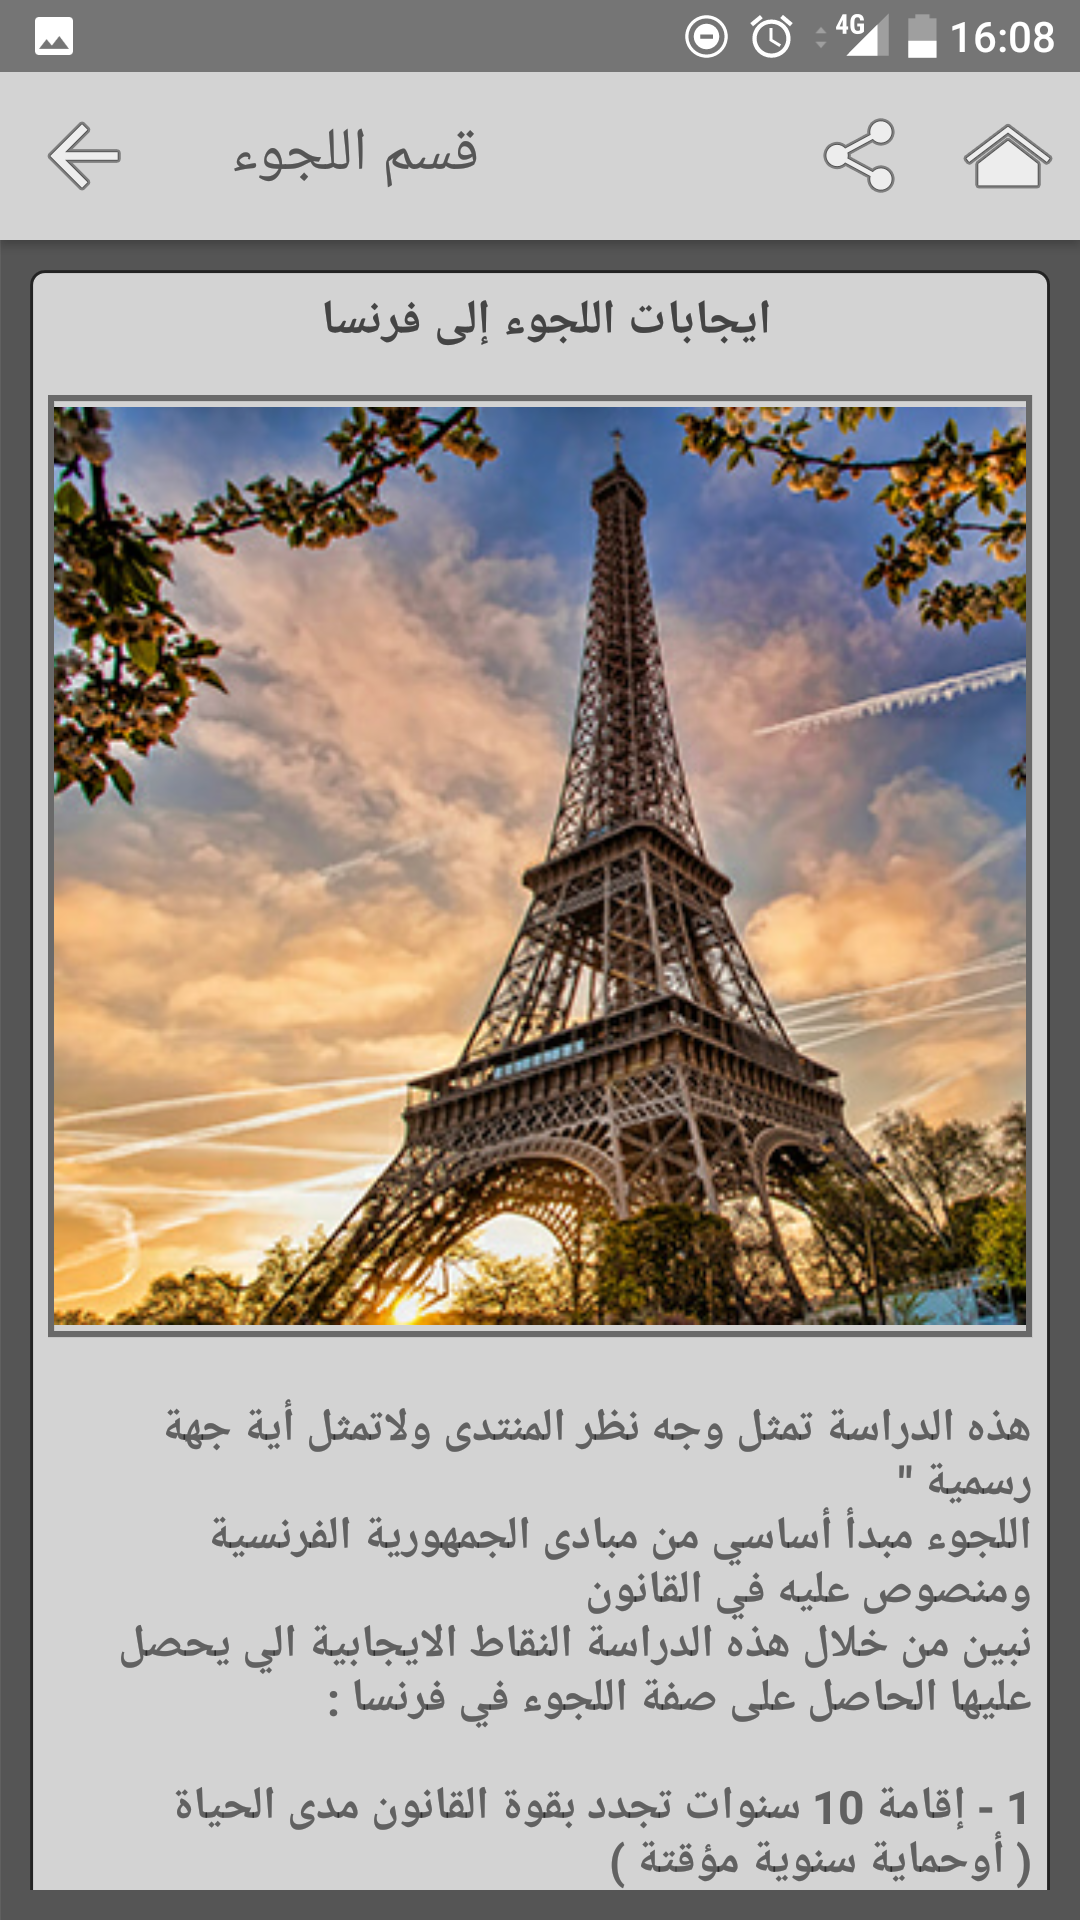 4G 16:08
قسم اللجوء
ايجابات اللجوء إلى فرنسا
هذه الدراسة تمثل وجه نظر المنتدى ولاتمثل أية جهة
رسمية "
اللجوء مبدأ أساسي من مبادى الجمهورية الفرنسية
ومنصوص عليه في القانون
نبين من خلال هذه الدراسة النقاط الايجابية الي يحصل
عليها الحاصل على صفة اللجوء في فرنسا :
1 - إقامة 10 سنوات تجدد بقوة القانون مدى الحياة
( أوحماية سنوية مؤقتة )